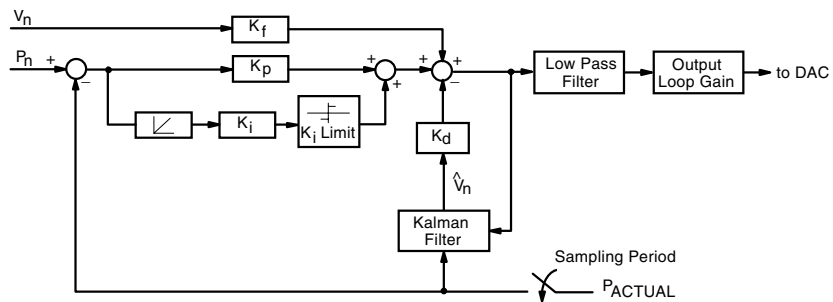 Vn
Kf
Pn
+
−
Kp
+
+
+
+
−
Low Pass
Filter
Output
Loop Gain
to DAC
Ki
Ki Limit
Kd
V̂n
Kalman
Filter
Sampling Period
PACTUAL